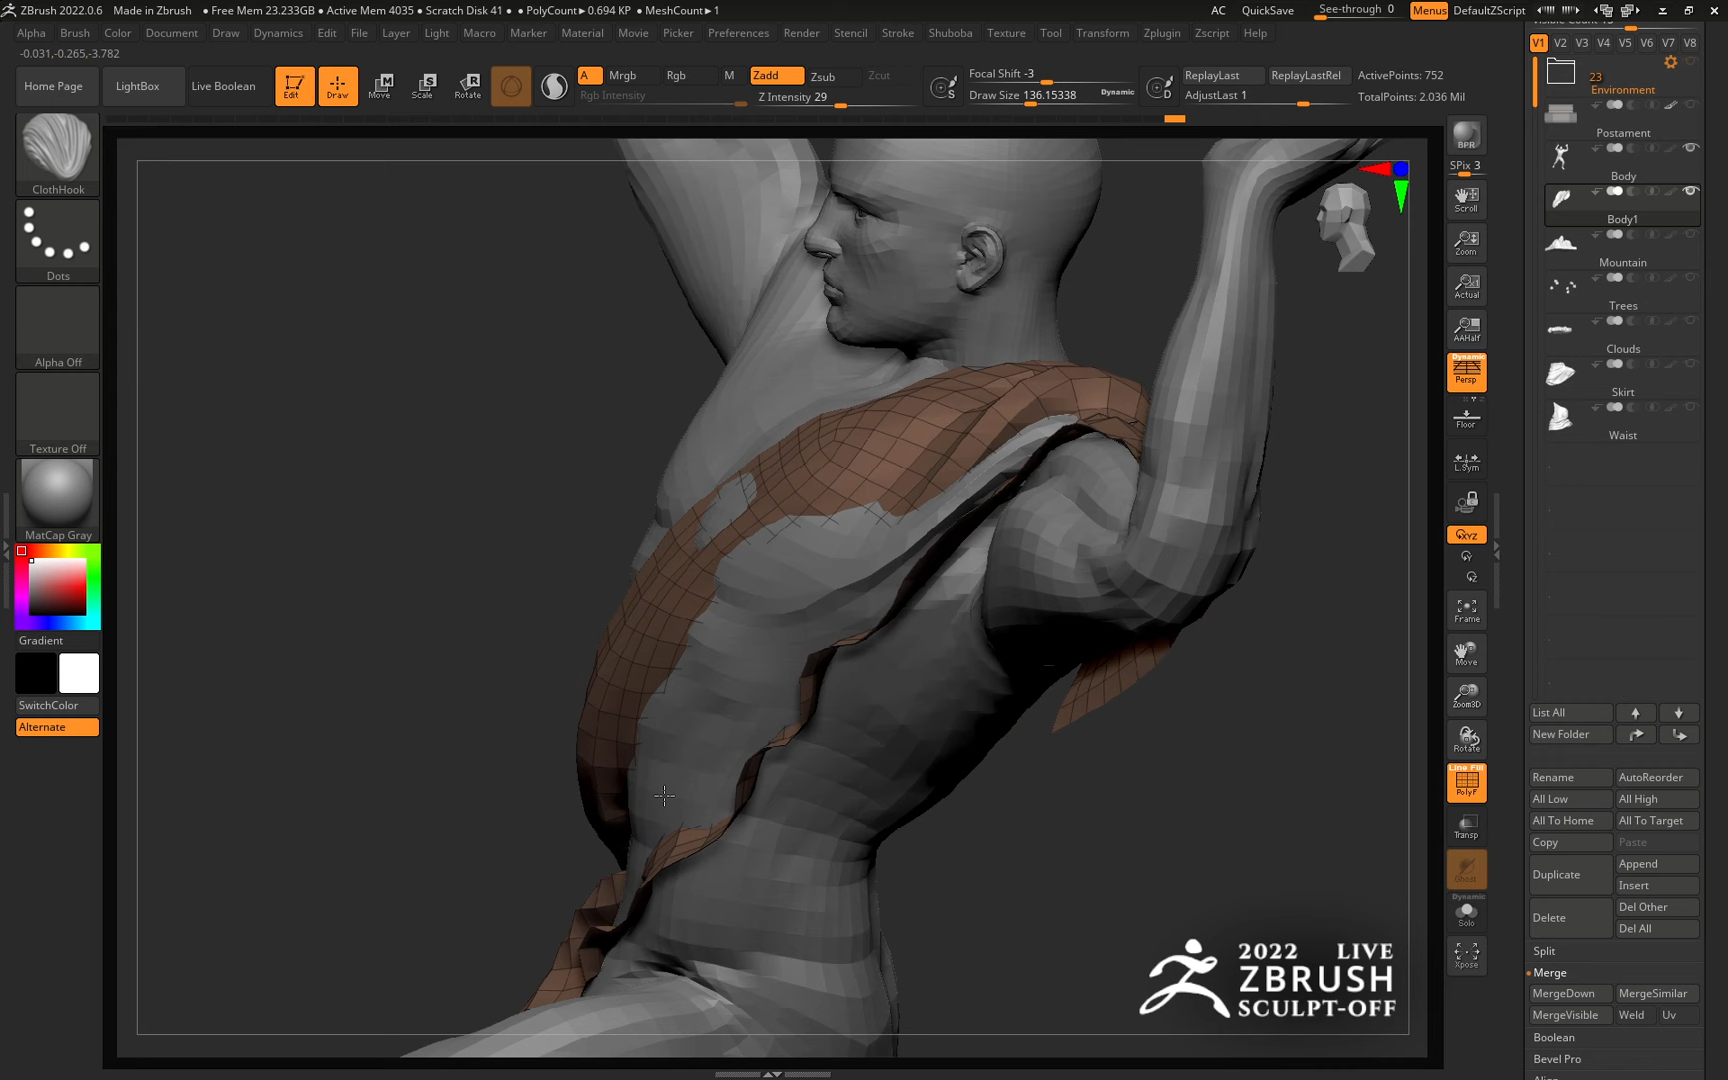 ZBrush 2022.0.6 Made in Zbrush • Free Mem 23.233GB • Active Mem 4035 • Scratch Disk 41 • • PolyCount ▸ 0.694 KP • MeshCount ▸ 1 AC QuickSave See-through 0 Menus DefaultZScript
Alpha Brush Color Document Draw Dynamics Edit File Layer Light Macro Marker Material Movie Picker Preferences Render Stencil Stroke Shuboba Texture Tool Transform Zplugin Zscript Help
-0.031,-0.265,-3.782
Home Page LightBox Live Boolean Edit Draw Move Scale Rotate
A Mrgb Rgb M Zadd Zsub Zcut
Rgb Intensity Z Intensity 29
Focal Shift -3
Draw Size 136.15338 Dynamic
S D
ReplayLast ReplayLastRel ActivePoints: 752
AdjustLast 1 TotalPoints: 2.036 Mil
ClothHook
Dots
Alpha Off
Texture Off
MatCap Gray
Gradient
SwitchColor
Alternate
2022 LIVE
ZBRUSH
SCULPT-OFF
BPR
SPix 3
Scroll
Zoom
Actual
AAHalf
Dynamic
Persp
Floor
L.Sym
XYZ
Y
Z
Frame
Move
Zoom3D
Rotate
Line Fill
PolyF
Transp
Ghost
Dynamic
Solo
Xpose
V1 V2 V3 V4 V5 V6 V7 V8
23
Environment
Postament
Body
Body1
Mountain
Trees
Clouds
Skirt
Waist
List All
New Folder
Rename AutoReorder
All Low All High
All To Home All To Target
Copy Paste
Duplicate Append
Insert
Delete Del Other
Del All
Split
Merge
MergeDown MergeSimilar
MergeVisible Weld Uv
Boolean
Bevel Pro